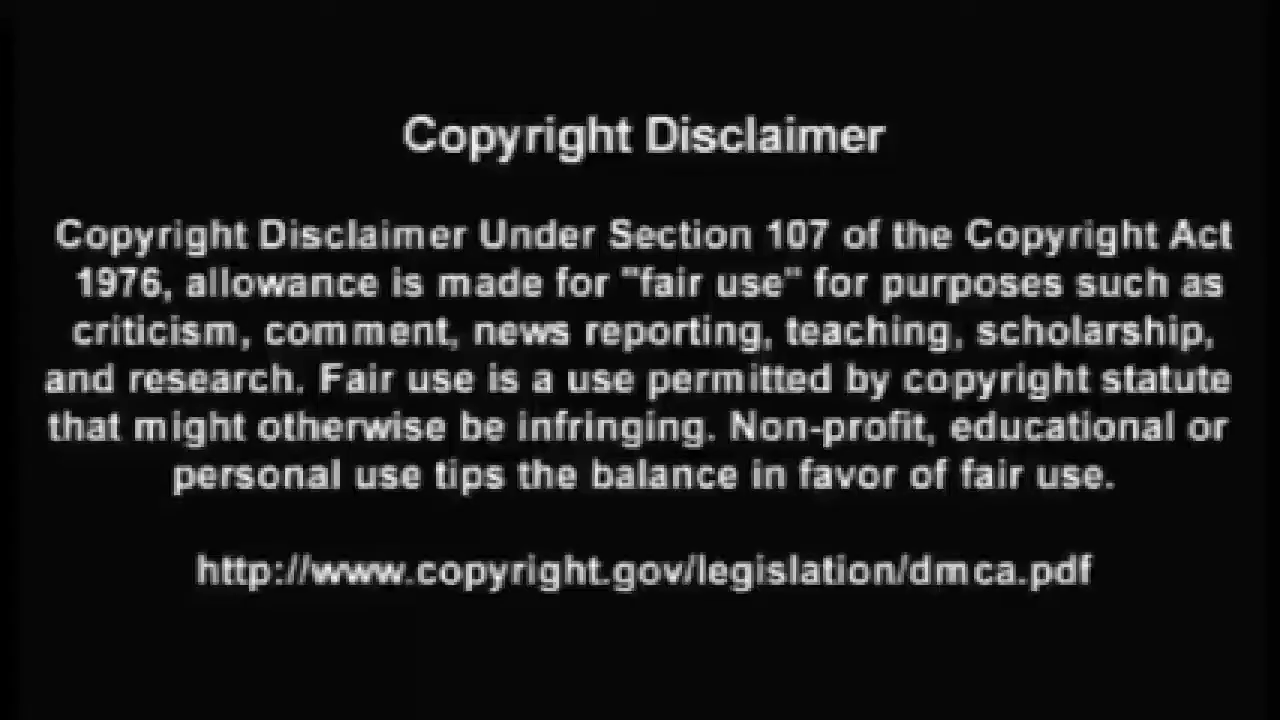 Copyright Disclaimer
Copyright Disclaimer Under Section 107 of the Copyright Act
1976, allowance is made for "fair use" for purposes such as
criticism, comment, news reporting, teaching, scholarship,
and research. Fair use is a use permitted by copyright statute
that might otherwise be infringing. Non-profit, educational or
personal use tips the balance in favor of fair use.
http://www.copyright.gov/legislation/dmca.pdf